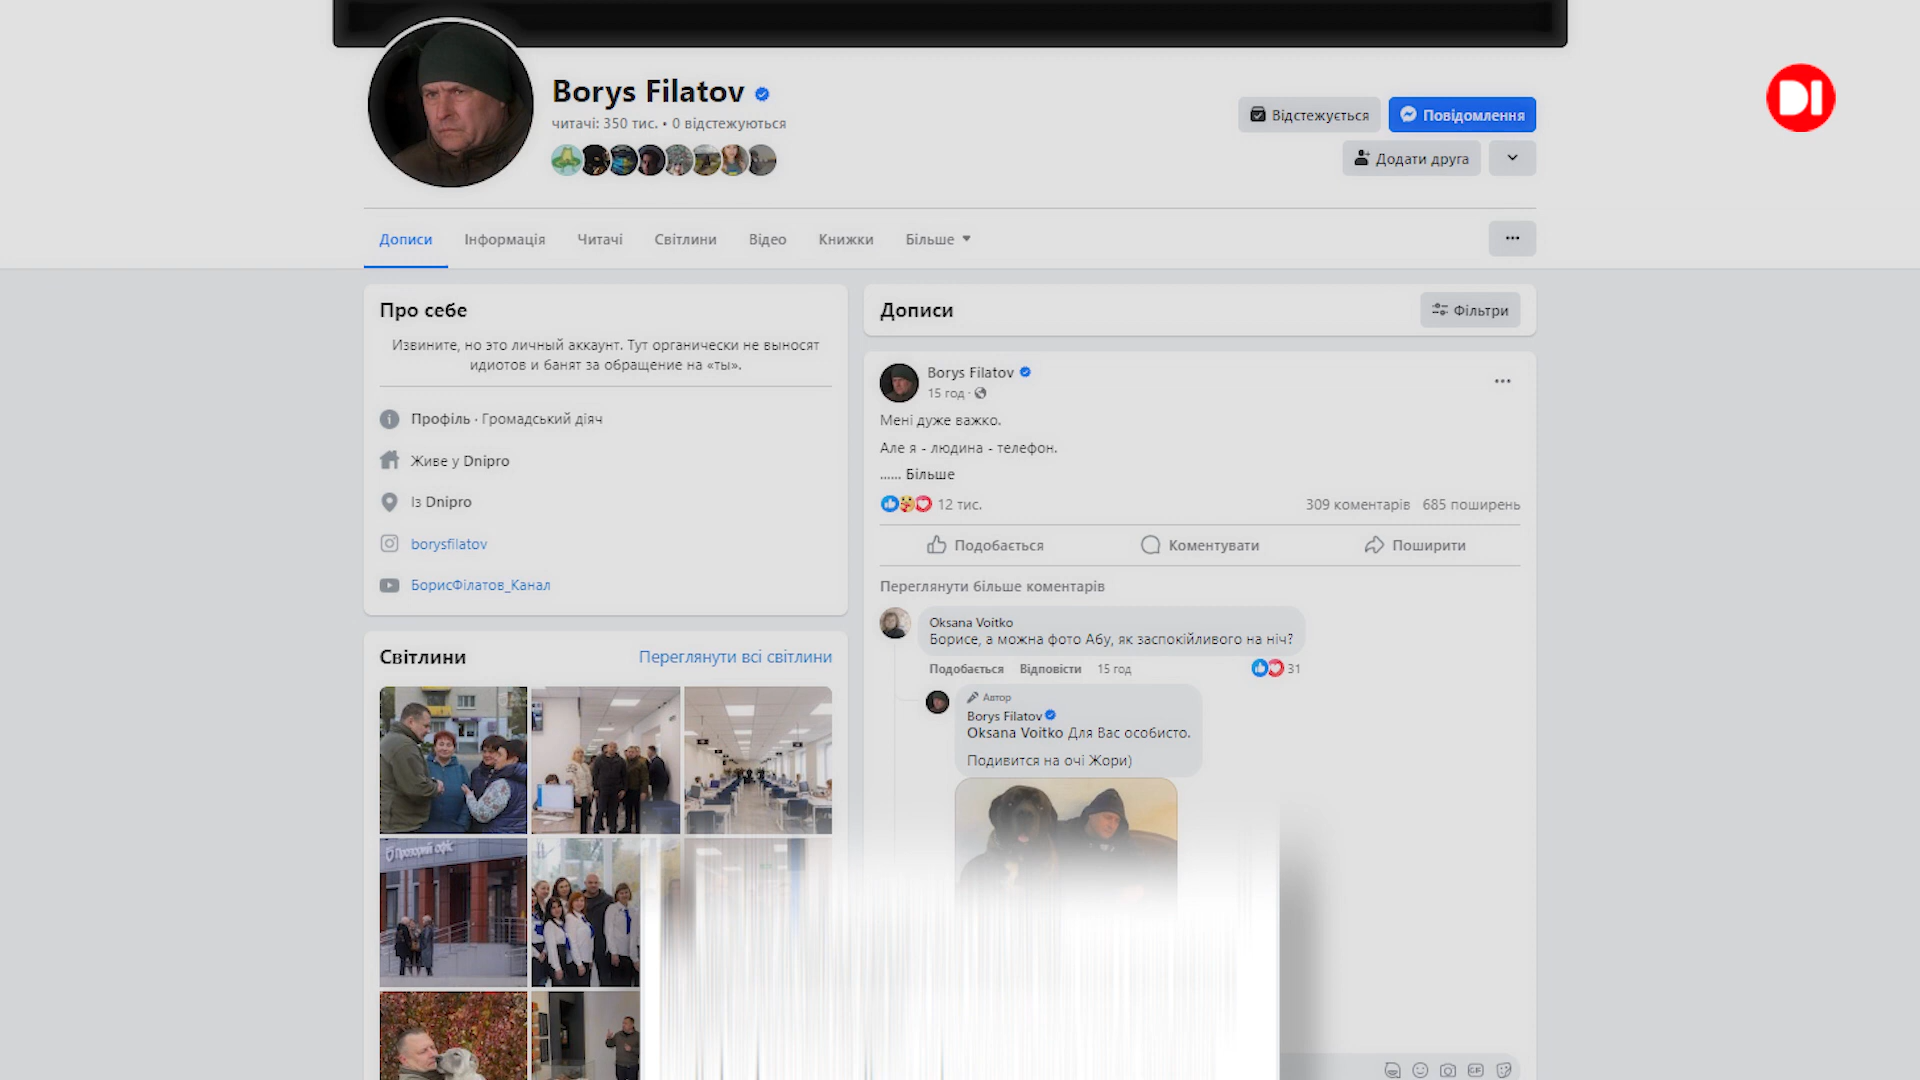 Borys Filatov
читачі: 350 тис. • 0 відстежуються
Відстежується
Повідомлення
Додати друга
DI
Дописи
Інформація
Читачі
Світлини
Відео
Книжки
Більше
Про себе
Извините, но это личный аккаунт. Тут органически не выносят
идиотов и банят за обращение на «ты».
Профіль · Громадський діяч
Живе у Dnipro
Із Dnipro
borysfilatov
БорисФілатов_Канал
Світлини
Переглянути всі світлини
Прозорий офіс
Дописи
Фільтри
Borys Filatov
15 год ·
Мені дуже важко.
Але я - людина - телефон.
...... Більше
12 тис.
309 коментарів 685 поширень
Подобається
Коментувати
Поширити
Переглянути більше коментарів
Oksana Voitko
Борисе, а можна фото Абу, як заспокійливого на ніч?
Подобається Відповісти 15 год
31
Автор
Borys Filatov
Oksana Voitko Для Вас особисто.
Подивится на очі Жори)
GIF